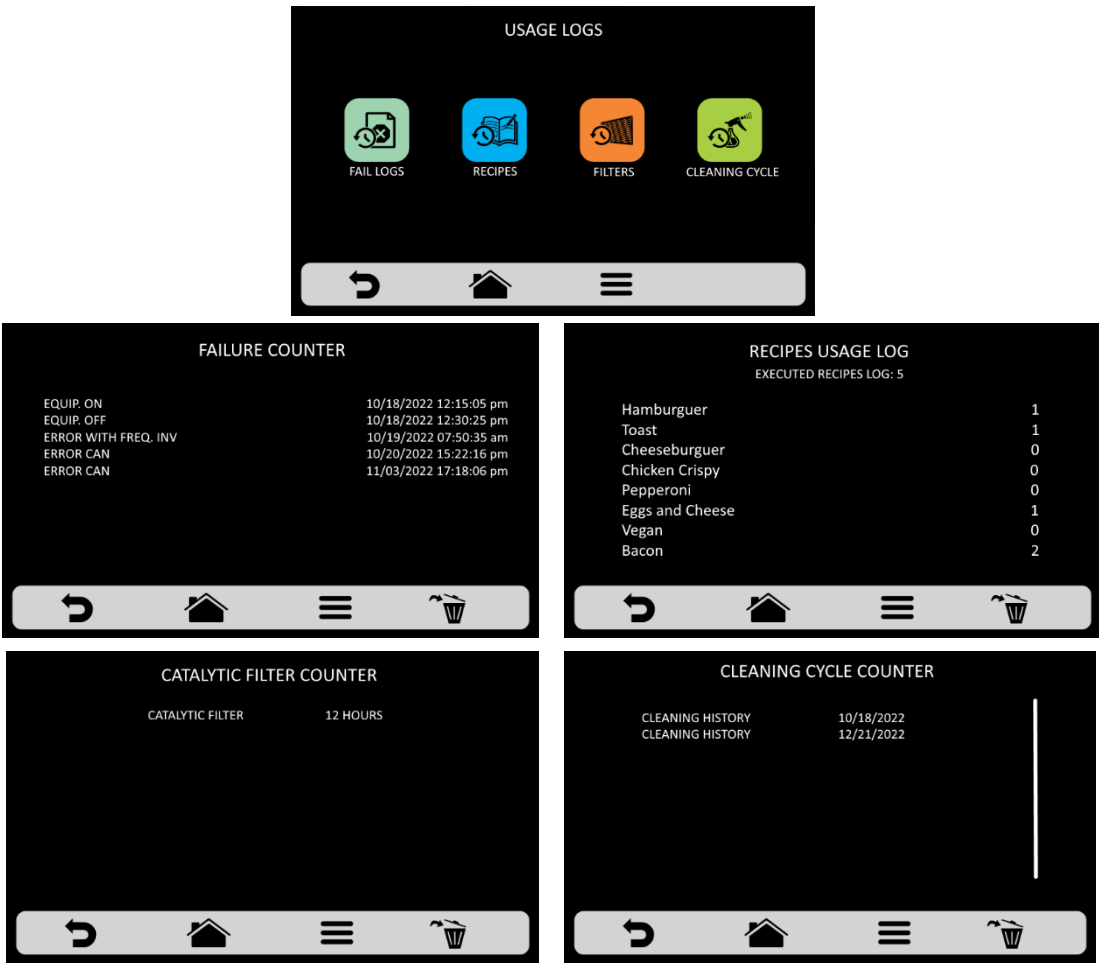 USAGE LOGS
FAIL LOGS
RECIPES
FILTERS
CLEANING CYCLE
FAILURE COUNTER
EQUIP. ON 10/18/2022 12:15:05 pm
EQUIP. OFF 10/18/2022 12:30:25 pm
ERROR WITH FREQ. INV 10/19/2022 07:50:35 am
ERROR CAN 10/20/2022 15:22:16 pm
ERROR CAN 11/03/2022 17:18:06 pm
RECIPES USAGE LOG
EXECUTED RECIPES LOG: 5
Hamburguer 1
Toast 1
Cheeseburguer 0
Chicken Crispy 0
Pepperoni 0
Eggs and Cheese 1
Vegan 0
Bacon 2
CATALYTIC FILTER COUNTER
CATALYTIC FILTER 12 HOURS
CLEANING CYCLE COUNTER
CLEANING HISTORY 10/18/2022
CLEANING HISTORY 12/21/2022